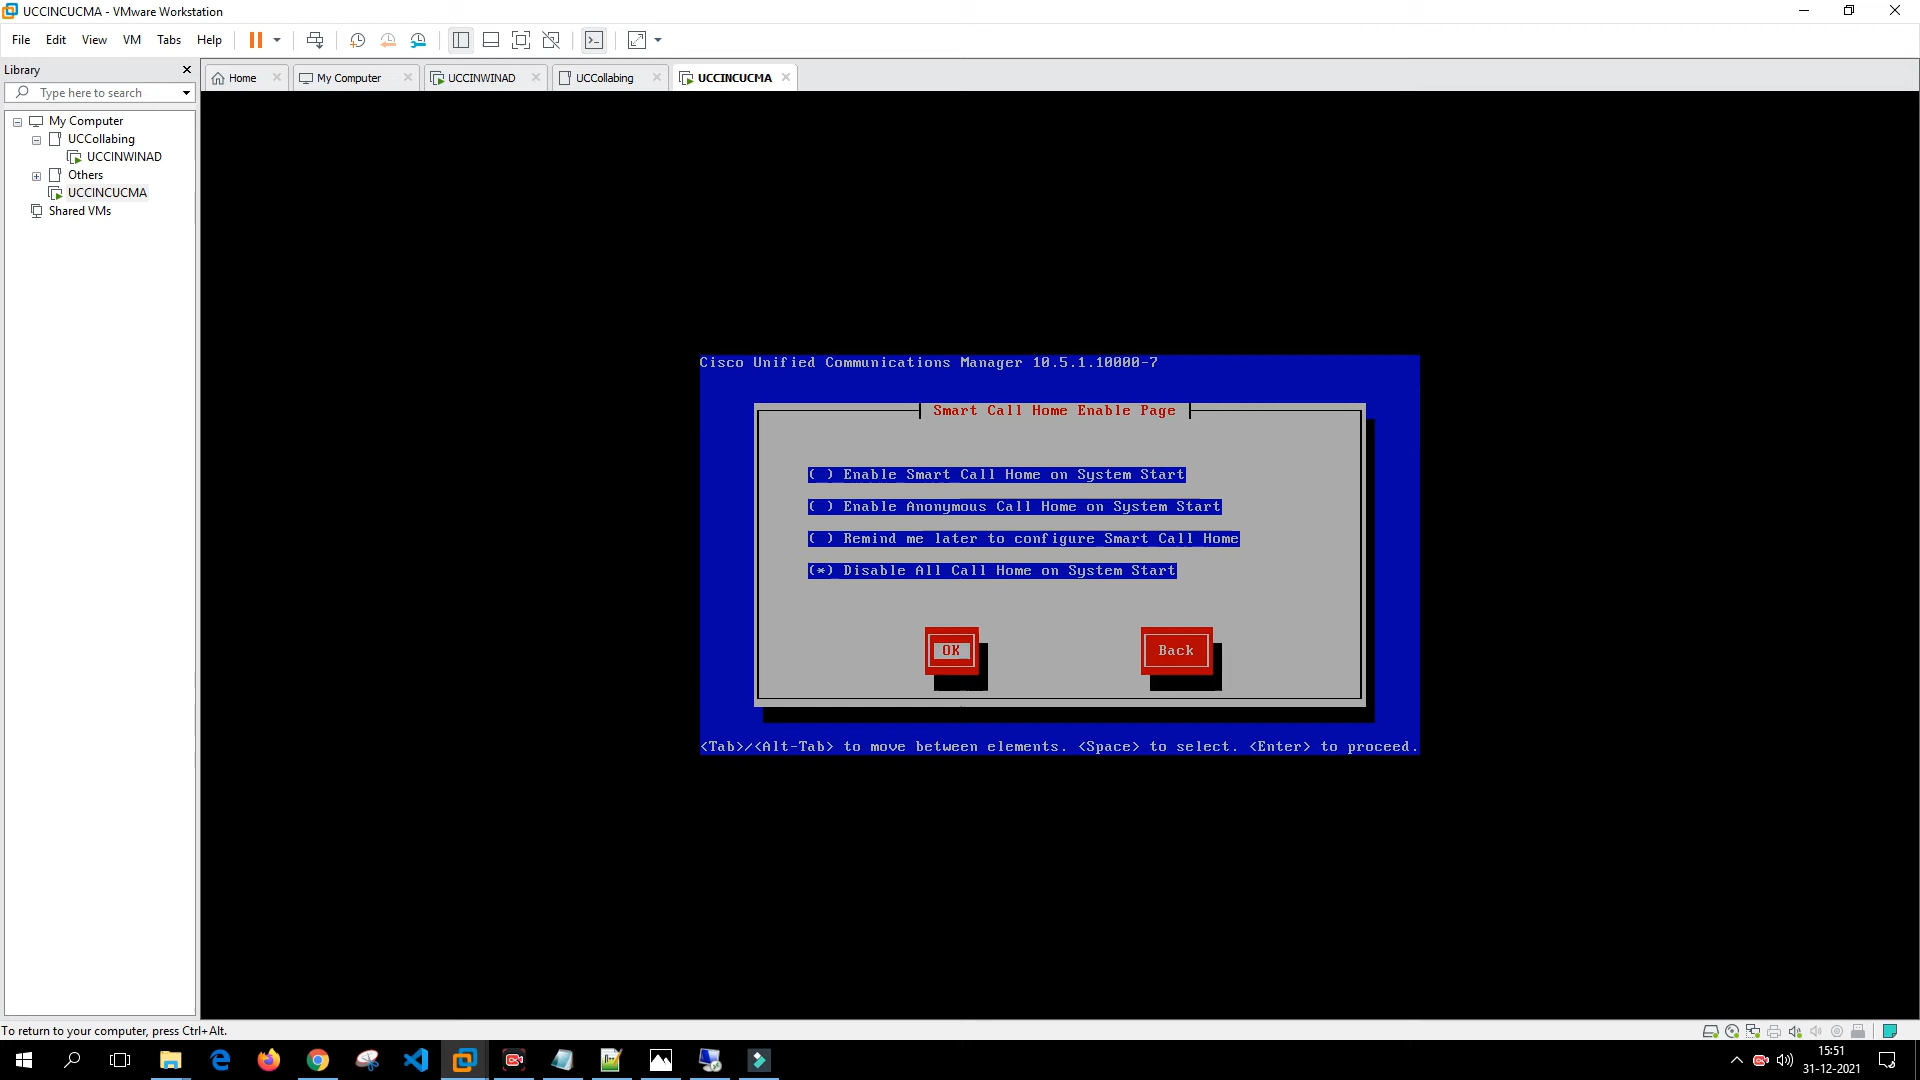 UCCINCUCMA - VMware Workstation
File Edit View VM Tabs Help
Library
Type here to search
My Computer
UCCollabing
UCCINWINAD
Others
UCCINCUCMA
Shared VMs
Home My Computer UCCINWINAD UCCollabing UCCINCUCMA
Cisco Unified Communications Manager 10.5.1.10000-7
Smart Call Home Enable Page
( ) Enable Smart Call Home on System Start
( ) Enable Anonymous Call Home on System Start
( ) Remind me later to configure Smart Call Home
(*) Disable All Call Home on System Start
OK Back
<Tab>/<Alt-Tab> to move between elements. <Space> to select. <Enter> to proceed.
To return to your computer, press Ctrl+Alt.
15:51
31-12-2021